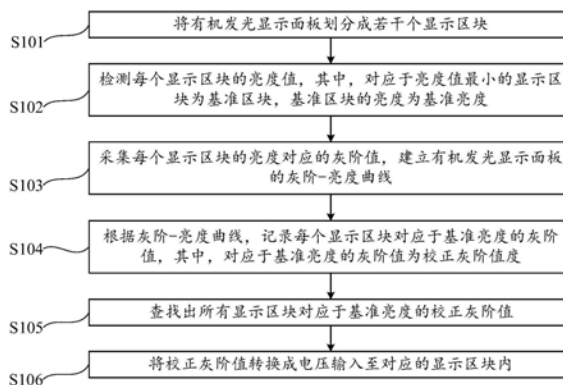 S101
将有机发光显示面板划分成若干个显示区块
S102
检测每个显示区块的亮度值，其中，对应于亮度值最小的显示区
块为基准区块，基准区块的亮度为基准亮度
S103
采集每个显示区块的亮度对应的灰阶值，建立有机发光显示面板
的灰阶-亮度曲线
S104
根据灰阶-亮度曲线，记录每个显示区块对应于基准亮度的灰阶
值，其中，对应于基准亮度的灰阶值为校正灰阶值度
S105
查找出所有显示区块对应于基准亮度的校正灰阶值
S106
将校正灰阶值转换成电压输入至对应的显示区块内